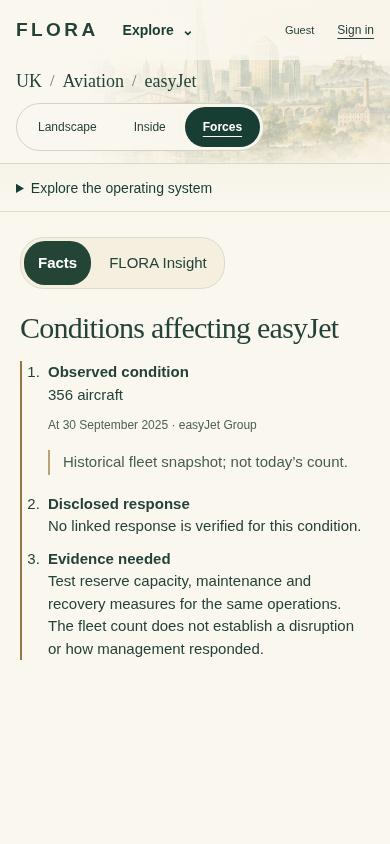 FLORA Explore Guest Sign in
UK / Aviation / easyJet
Landscape Inside Forces
Explore the operating system
Facts FLORA Insight
Conditions affecting easyJet
1. Observed condition
356 aircraft
At 30 September 2025 · easyJet Group
Historical fleet snapshot; not today’s count.
2. Disclosed response
No linked response is verified for this condition.
3. Evidence needed
Test reserve capacity, maintenance and
recovery measures for the same operations.
The fleet count does not establish a disruption
or how management responded.